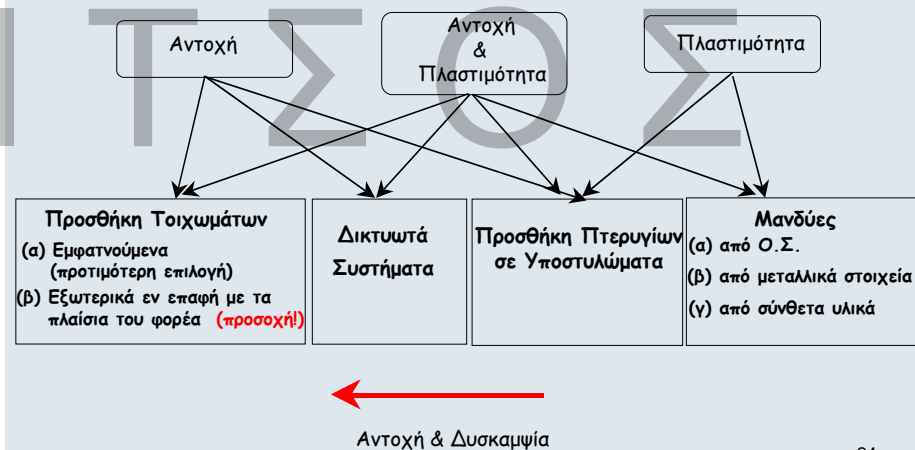 Ι Τ Σ Ο Σ
Αντοχή
Αντοχή
&
Πλαστιμότητα
Πλαστιμότητα
Προσθήκη Τοιχωμάτων
(α) Εμφατνούμενα
(προτιμότερη επιλογή)
(β) Εξωτερικά εν επαφή με τα
πλαίσια του φορέα (προσοχή!)
Δικτυωτά
Συστήματα
Προσθήκη Πτερυγίων
σε Υποστυλώματα
Μανδύες
(α) από Ο.Σ.
(β) από μεταλλικά στοιχεία
(γ) από σύνθετα υλικά
Αντοχή & Δυσκαμψία